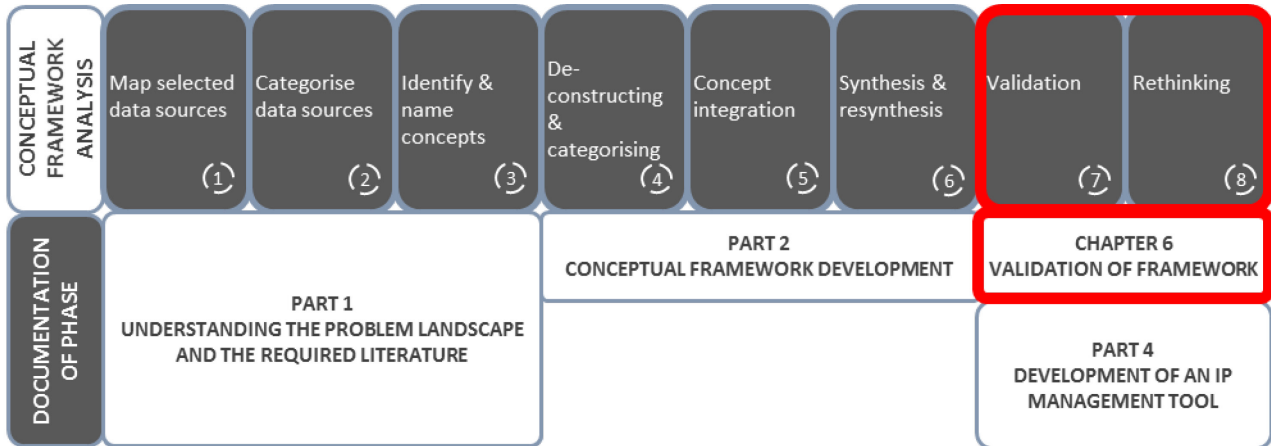 CONCEPTUAL
FRAMEWORK
ANALYSIS
Map selected
data sources
1
Categorise
data sources
2
Identify &
name
concepts
3
De-
constructing
&
categorising
4
Concept
integration
5
Synthesis &
resynthesis
6
Validation
7
Rethinking
8
DOCUMENTATION
OF PHASE
PART 1
UNDERSTANDING THE PROBLEM LANDSCAPE
AND THE REQUIRED LITERATURE
PART 2
CONCEPTUAL FRAMEWORK DEVELOPMENT
CHAPTER 6
VALIDATION OF FRAMEWORK
PART 4
DEVELOPMENT OF AN IP
MANAGEMENT TOOL